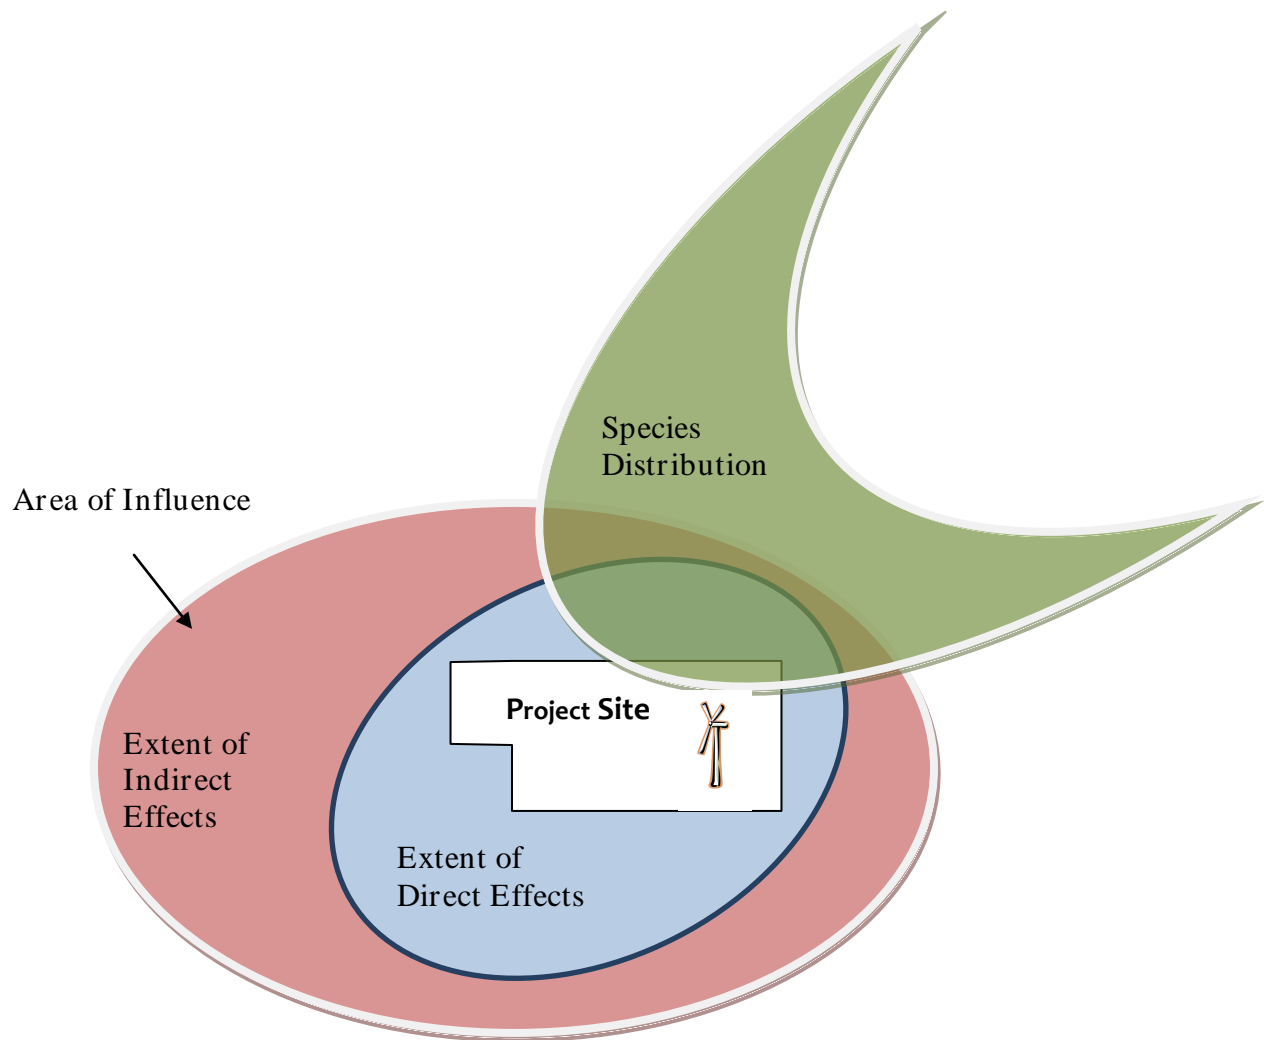 Species
Distribution
Area of Influence
Project Site
Extent of
Indirect
Effects
Extent of
Direct Effects